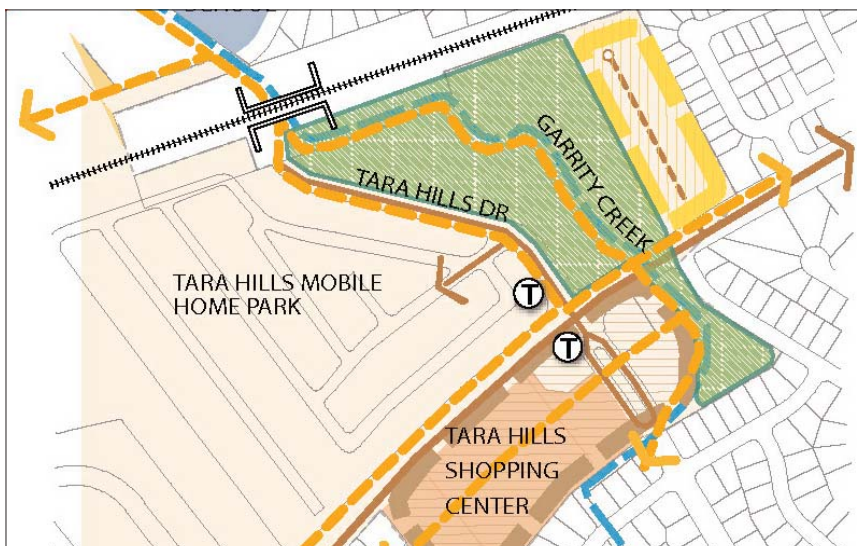 TARA HILLS DR
GARRITY CREEK
TARA HILLS MOBILE
HOME PARK
T
T
TARA HILLS
SHOPPING
CENTER